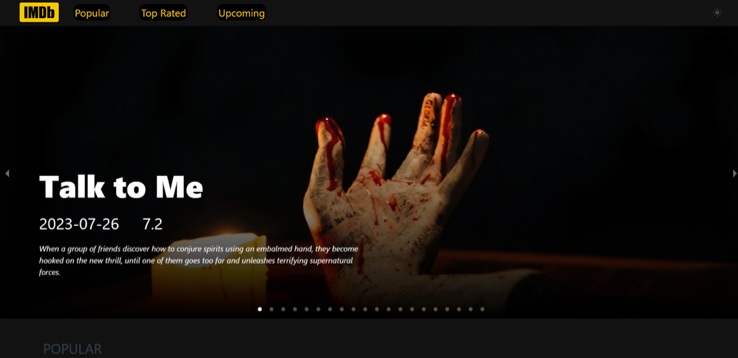 IMDb Popular Top Rated Upcoming
Talk to Me
2023-07-26 7.2
When a group of friends discover how to conjure spirits using an embalmed hand, they become
hooked on the new thrill, until one of them goes too far and unleashes terrifying supernatural
forces.
POPULAR